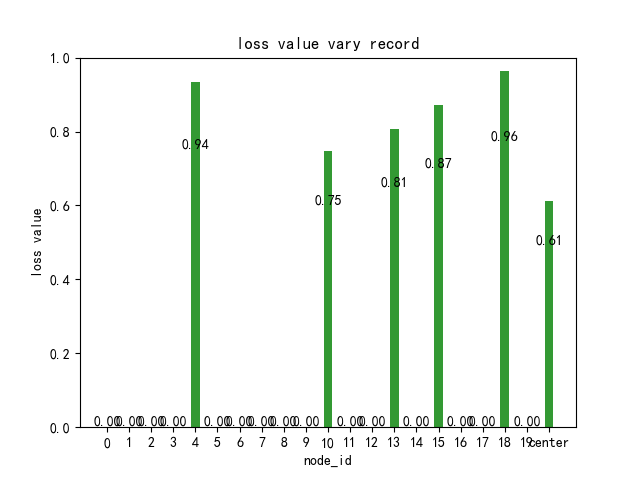 loss value vary record
1.0
0.8
0.6
0.4
0.2
0.0
loss value
0.00 0.00 0.00 0.00 0.94 0.00 0.00 0.00 0.00 0.00 0.75 0.00 0.00 0.81 0.00 0.87 0.00 0.00 0.96 0.00 0.61
0 1 2 3 4 5 6 7 8 9 10 11 12 13 14 15 16 17 18 19 center
node_id